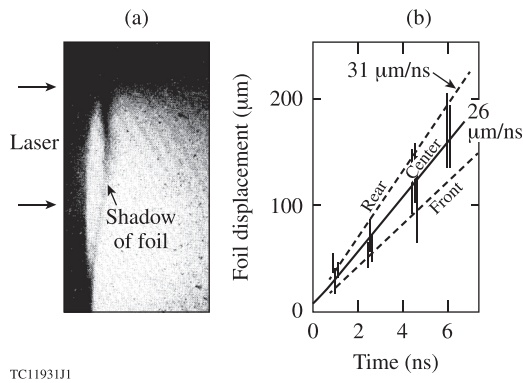 (a)
Laser
Shadow
of foil
(b)
Foil displacement (μm)
200
100
0
31 μm/ns
26
μm/ns
Rear
Center
Front
0
2
4
6
Time (ns)
TC11931J1